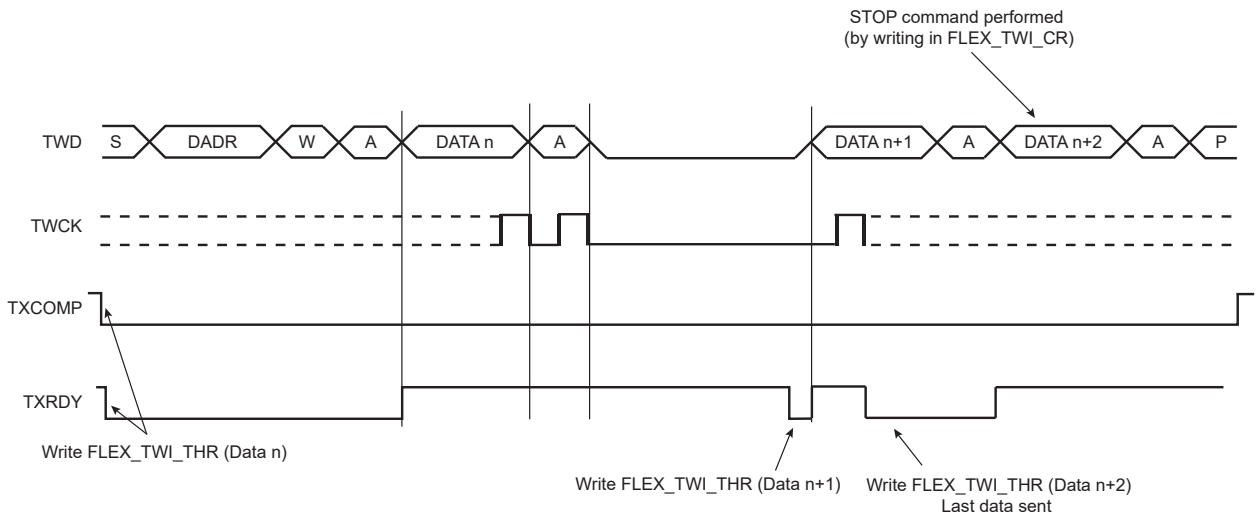 STOP command performed
(by writing in FLEX_TWI_CR)
TWD S DADR W A DATA n A DATA n+1 A DATA n+2 A P
TWCK
TXCOMP
TXRDY
Write FLEX_TWI_THR (Data n)
Write FLEX_TWI_THR (Data n+1) Write FLEX_TWI_THR (Data n+2)
Last data sent